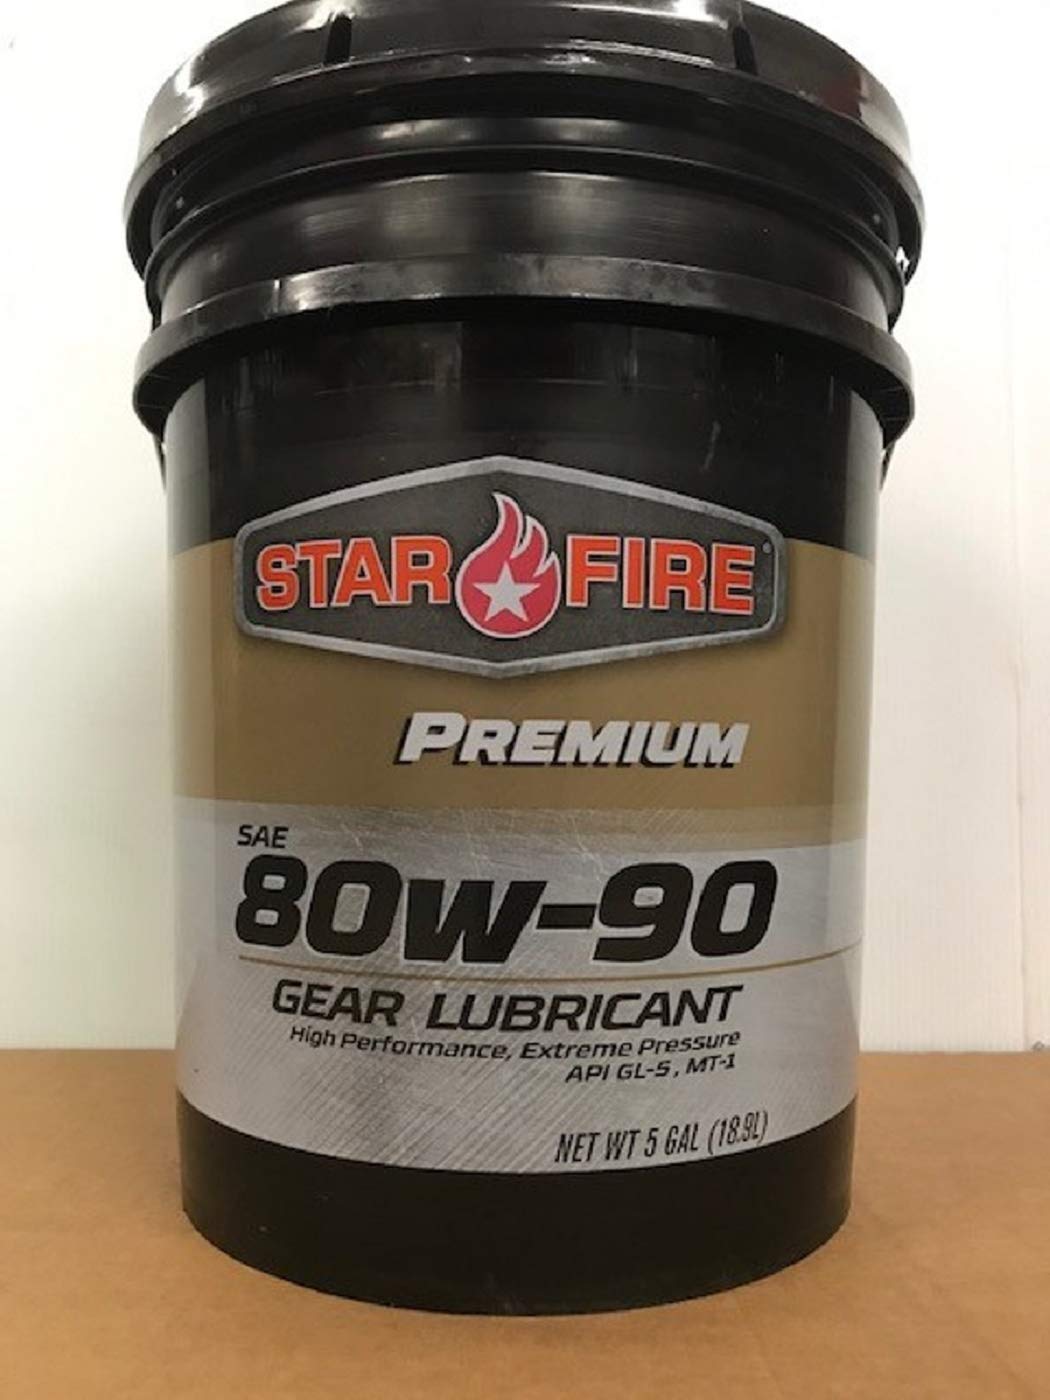 STAR FIRE
PREMIUM
SAE
80W-90
GEAR LUBRICANT
High Performance, Extreme Pressure
API GL-5, MT-1
NET WT 5 GAL (18.9L)